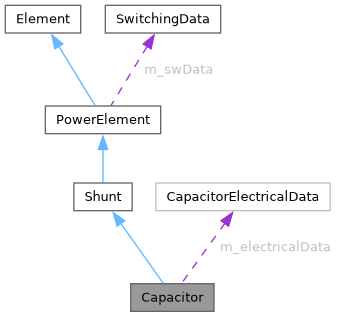 Element
SwitchingData
m_swData
PowerElement
Shunt
CapacitorElectricalData
m_electricalData
Capacitor